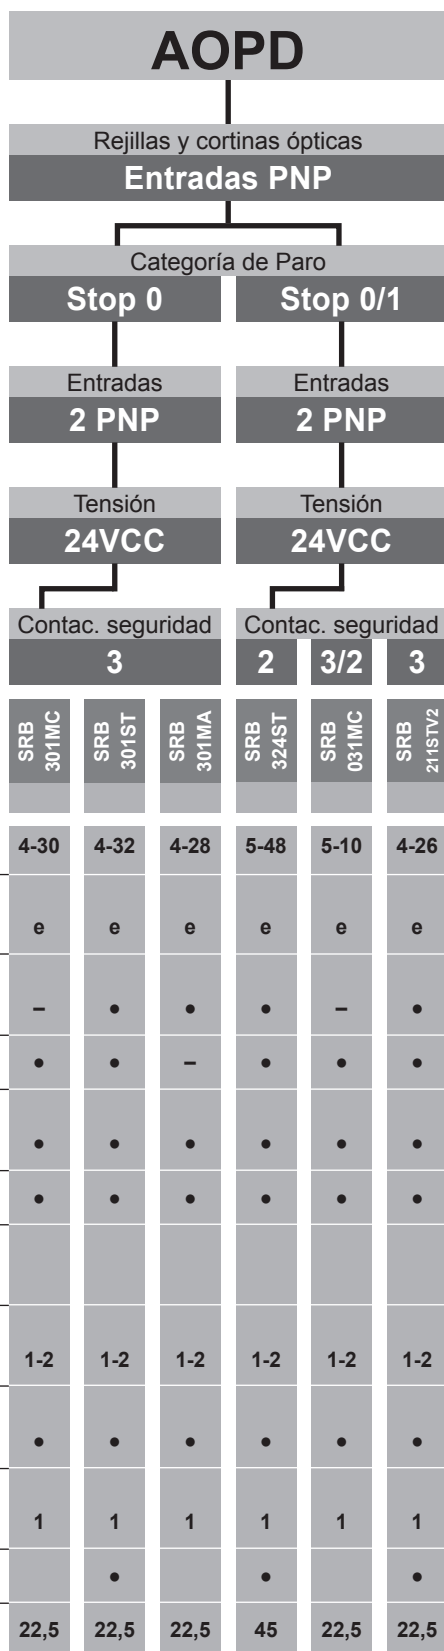 AOPD
Rejillas y cortinas ópticas
Entradas PNP
Categoría de Paro
Stop 0 Stop 0/1
Entradas Entradas
2 PNP 2 PNP
Tensión Tensión
24VCC 24VCC
Contac. seguridad Contac. seguridad
3 2 3/2 3
SRB 301MC
SRB 301ST
SRB 301MA
SRB 324ST
SRB 031MC
SRB 211STV2
4-30 4-32 4-28 5-48 5-10 4-26
e e e e e e
– • • • – •
• • – • • •
• • • • • •
• • • • • •
1-2 1-2 1-2 1-2 1-2 1-2
• • • • • •
1 1 1 1 1 1
• • •
22,5 22,5 22,5 45 22,5 22,5